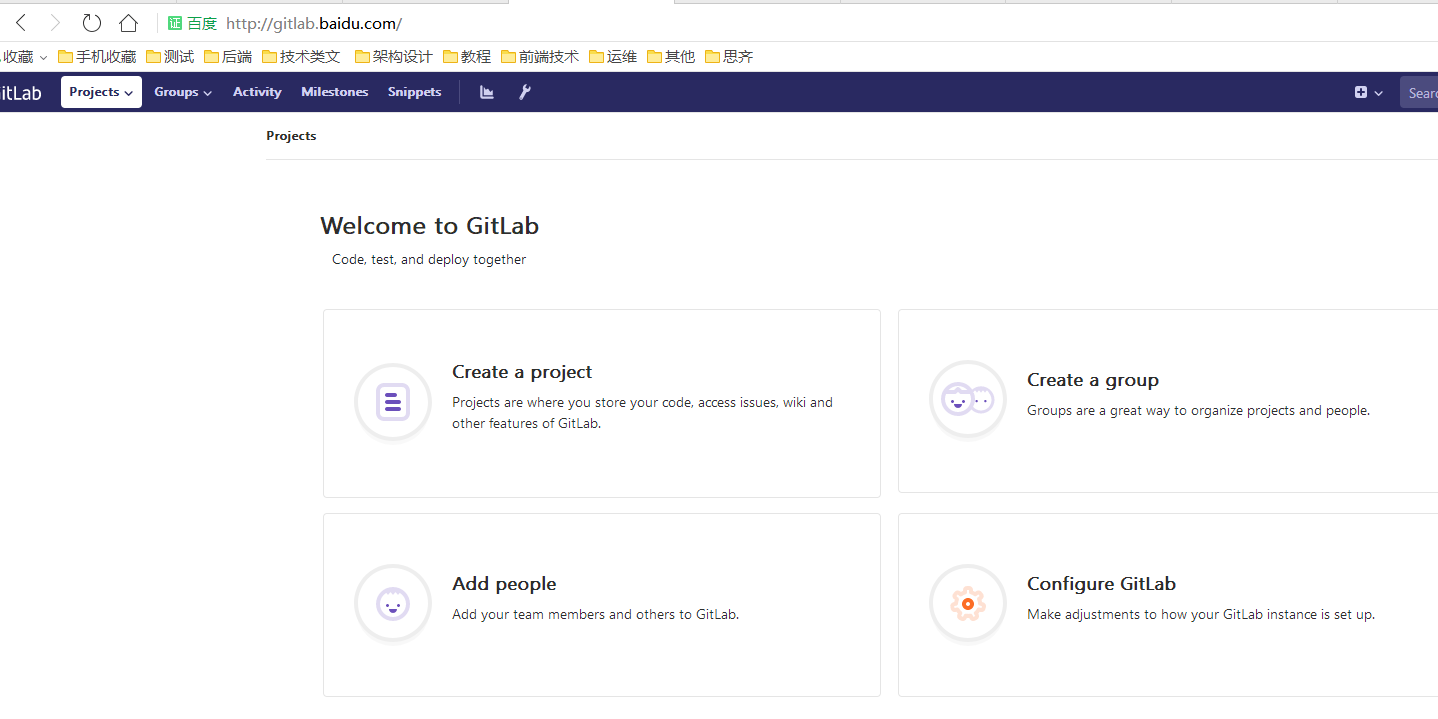 百度 http://gitlab.baidu.com/
收藏 手机收藏 测试 后端 技术类文 架构设计 教程 前端技术 运维 其他 思齐
itLab Projects Groups Activity Milestones Snippets Sear
Projects
Welcome to GitLab
Code, test, and deploy together
Create a project
Projects are where you store your code, access issues, wiki and
other features of GitLab.
Create a group
Groups are a great way to organize projects and people.
Add people
Add your team members and others to GitLab.
Configure GitLab
Make adjustments to how your GitLab instance is set up.